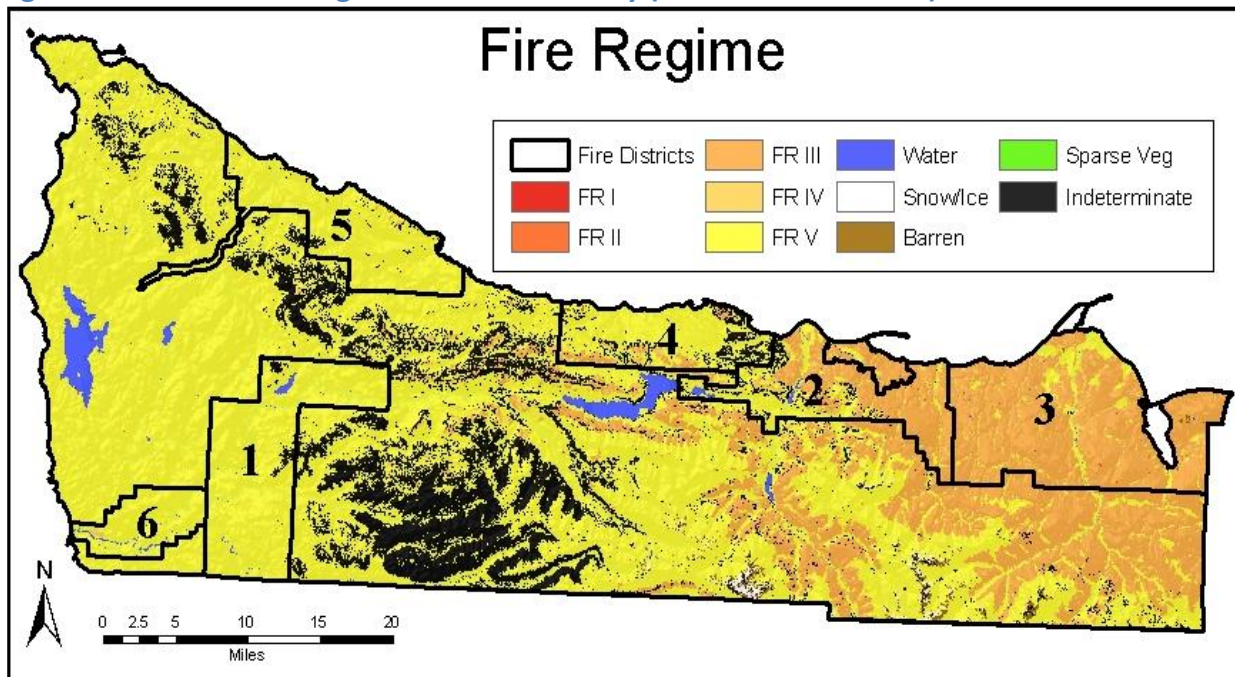 Fire Regime
Fire Districts
FR III
Water
Sparse Veg
FR I
FR IV
Snow/Ice
Indeterminate
FR II
FR V
Barren
5
4
2
3
1
6
N
0 2.5 5 10 15 20
Miles